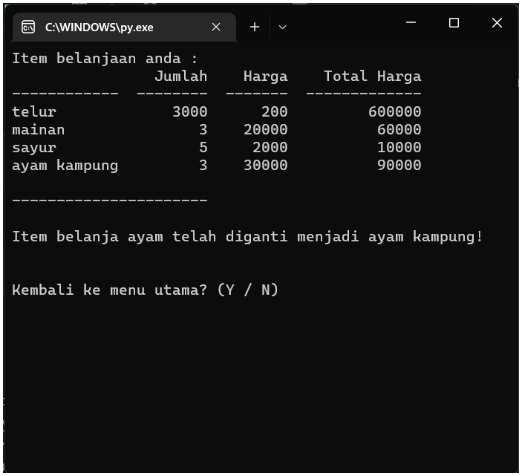 C:\WINDOWS\py.exe
Item belanjaan anda :
Jumlah Harga Total Harga
------------ -------- ------- -------------
telur 3000 200 600000
mainan 3 20000 60000
sayur 5 2000 10000
ayam kampung 3 30000 90000
----------------------
Item belanja ayam telah diganti menjadi ayam kampung!
Kembali ke menu utama? (Y / N)